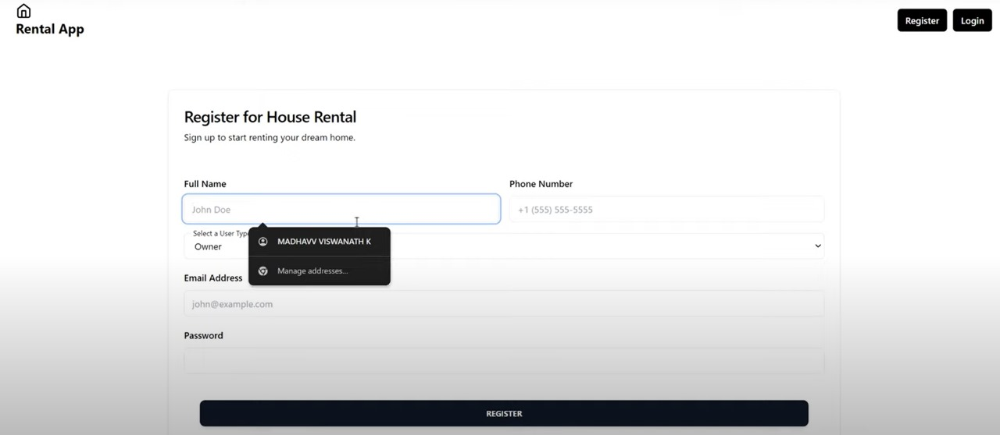 Rental App
Register
Login
Register for House Rental
Sign up to start renting your dream home.
Full Name
Phone Number
John Doe
+1 (555) 555-5555
MADHAVV VISWANATH K
Manage addresses...
Select a User Type
Owner
Email Address
john@example.com
Password
REGISTER